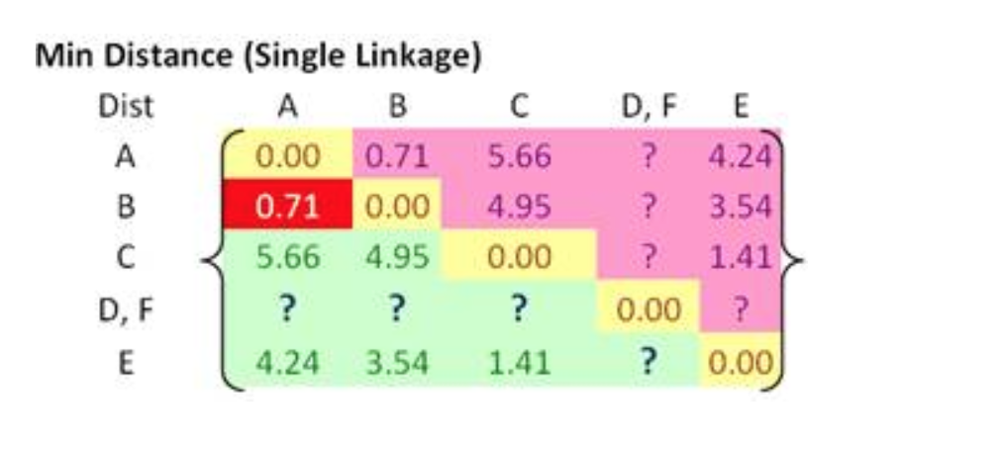 Min Distance (Single Linkage)
Dist A B C D, F E
A 0.00 0.71 5.66 ? 4.24
B 0.71 0.00 4.95 ? 3.54
C 5.66 4.95 0.00 ? 1.41
D, F ? ? ? 0.00 ?
E 4.24 3.54 1.41 ? 0.00